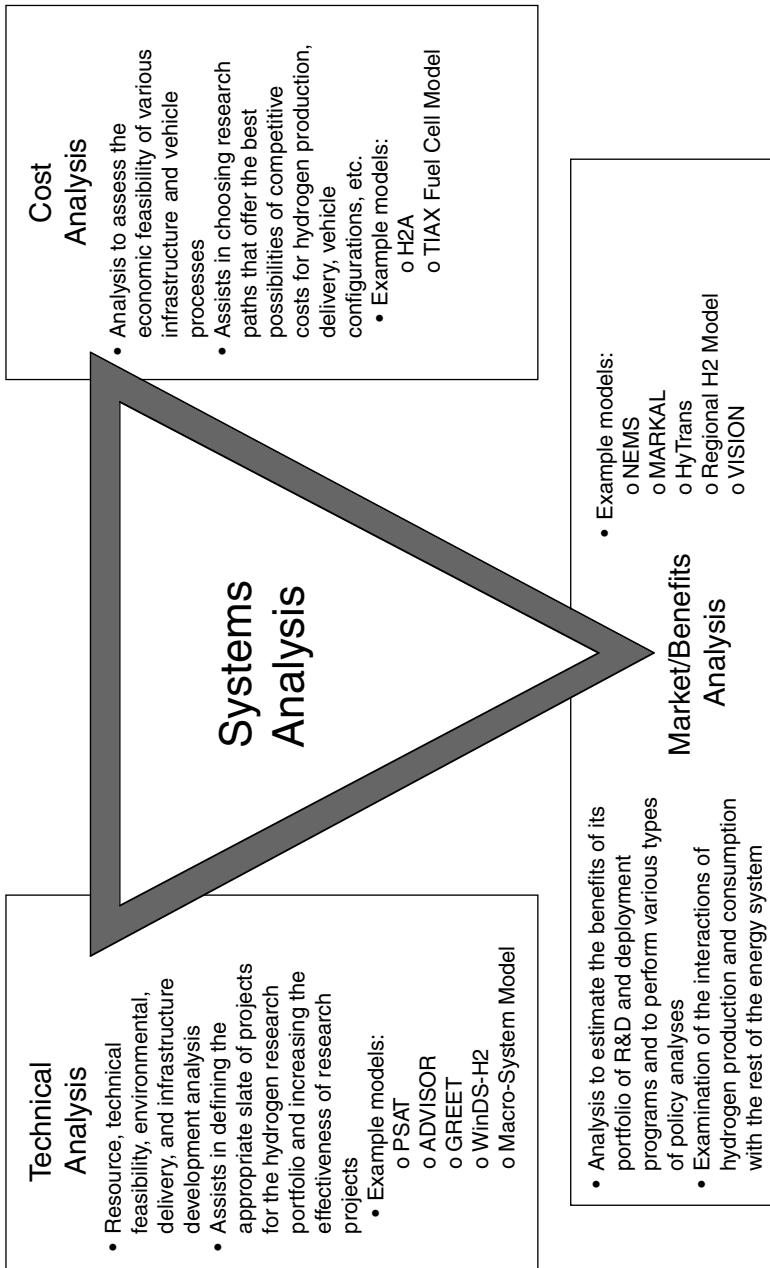 Technical
Analysis
• Resource, technical
feasibility, environmental,
delivery, and infrastructure
development analysis
• Assists in defining the
appropriate slate of projects
for the hydrogen research
portfolio and increasing the
effectiveness of research
projects
• Example models:
o PSAT
o ADVISOR
o GREET
o WinDS-H2
o Macro-System Model
Systems
Analysis
Cost
Analysis
• Analysis to assess the
economic feasibility of various
infrastructure and vehicle
processes
• Assists in choosing research
paths that offer the best
possibilities of competitive
costs for hydrogen production,
delivery, vehicle
configurations, etc.
• Example models:
o H2A
o TIAX Fuel Cell Model
• Analysis to estimate the benefits of its
portfolio of R&D and deployment
programs and to perform various types
of policy analyses
• Examination of the interactions of
hydrogen production and consumption
with the rest of the energy system
Market/Benefits
Analysis
• Example models:
o NEMS
o MARKAL
o HyTrans
o Regional H2 Model
o VISION